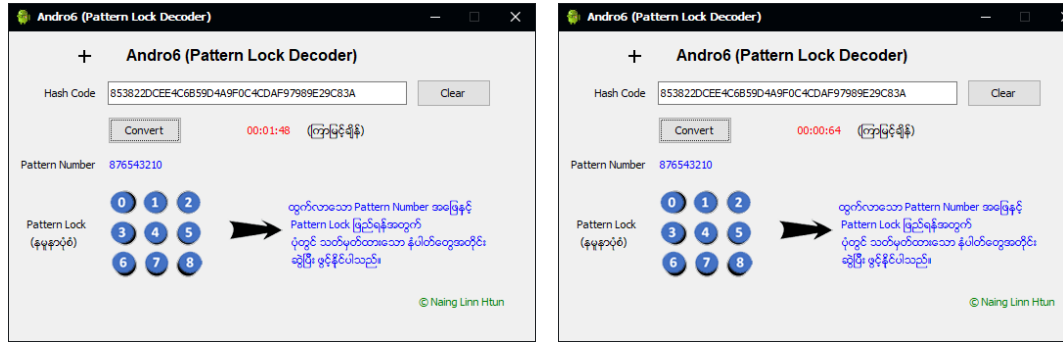 Andro6 (Pattern Lock Decoder)
Andro6 (Pattern Lock Decoder)
Hash Code 853822DCEE4C6B59D4A9F0C4CDAF97989E29C83A Clear
Convert 00:01:48 (ကြာမြင့်ချိန်)
Pattern Number 876543210
0 1 2
3 4 5
6 7 8
Pattern Lock
(နမူနာပုံစံ)
ထွက်လာသော Pattern Number အဖြေနှင့်
Pattern Lock ဖြည်ရန်အတွက်
ပုံတွင် သတ်မှတ်ထားသော နံပါတ်တွေအတိုင်း
ဆွဲပြီး ဖွင့်နိုင်ပါသည်။
© Naing Linn Htun
Andro6 (Pattern Lock Decoder)
Andro6 (Pattern Lock Decoder)
Hash Code 853822DCEE4C6B59D4A9F0C4CDAF97989E29C83A Clear
Convert 00:00:64 (ကြာမြင့်ချိန်)
Pattern Number 876543210
0 1 2
3 4 5
6 7 8
Pattern Lock
(နမူနာပုံစံ)
ထွက်လာသော Pattern Number အဖြေနှင့်
Pattern Lock ဖြည်ရန်အတွက်
ပုံတွင် သတ်မှတ်ထားသော နံပါတ်တွေအတိုင်း
ဆွဲပြီး ဖွင့်နိုင်ပါသည်။
© Naing Linn Htun